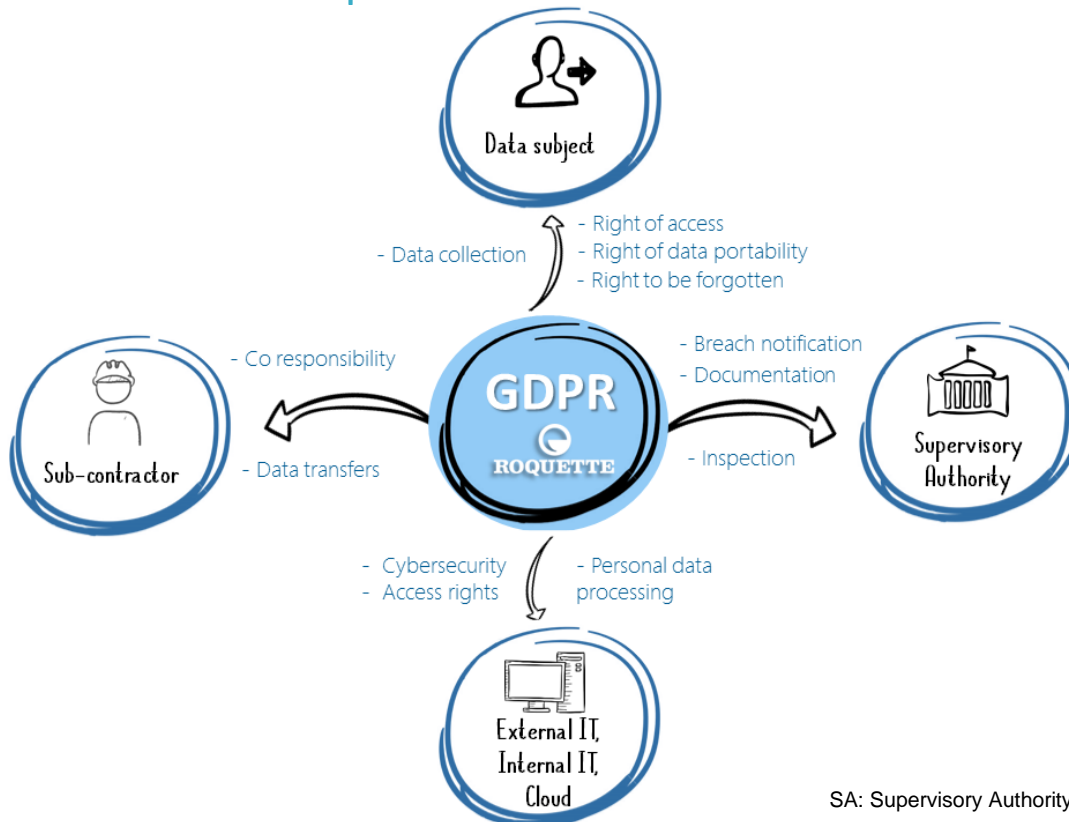 Data subject
- Data collection
- Right of access
- Right of data portability
- Right to be forgotten
- Co responsibility
- Data transfers
Sub-contractor
GDPR
ROQUETTE
- Breach notification
- Documentation
- Inspection
Supervisory
Authority
- Cybersecurity
- Access rights
- Personal data
processing
External IT,
Internal IT,
Cloud
SA: Supervisory Authority